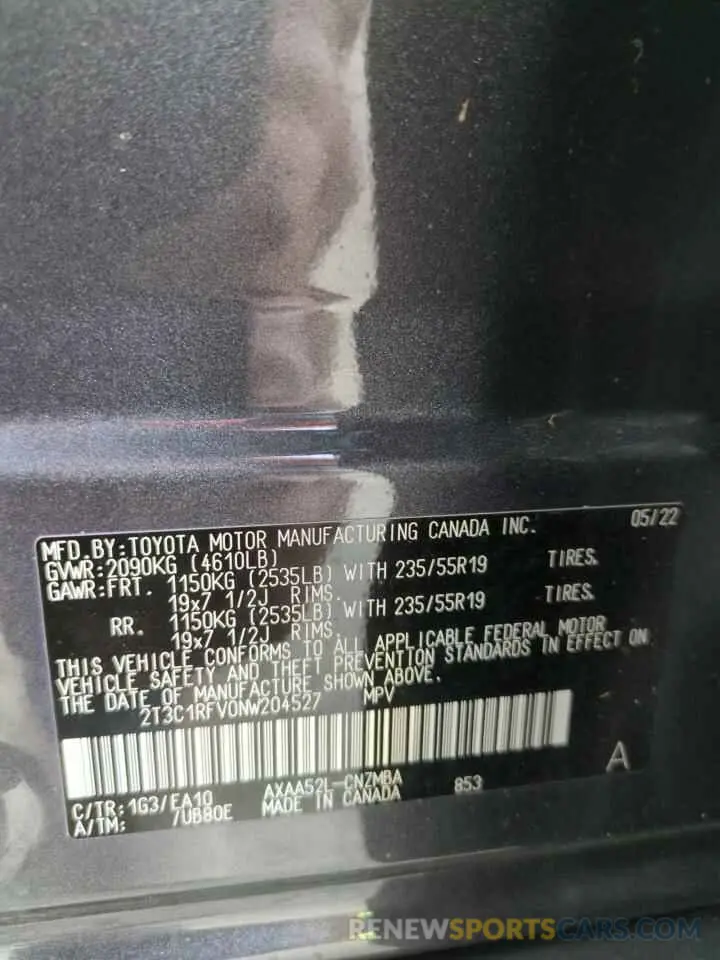 MFD.BY:TOYOTA MOTOR MANUFACTURING CANADA INC. 05/22
GVWR:2090KG (4610LB)
GAWR:FRT. 1150KG (2535LB) WITH 235/55R19 TIRES.
19x7 1/2J RIMS.
RR. 1150KG (2535LB) WITH 235/55R19 TIRES.
19x7 1/2J RIMS.
THIS VEHICLE CONFORMS TO ALL APPLICABLE FEDERAL MOTOR
VEHICLE SAFETY AND THEFT PREVENTION STANDARDS IN EFFECT ON
THE DATE OF MANUFACTURE SHOWN ABOVE.
2T3C1RFV0NW204527 MPV
A
C/TR:1G3/EA10 AXAA52L-CNZMBA 853
A/TM: /UB80E MADE IN CANADA
RENEWSPORTSCARS.COM